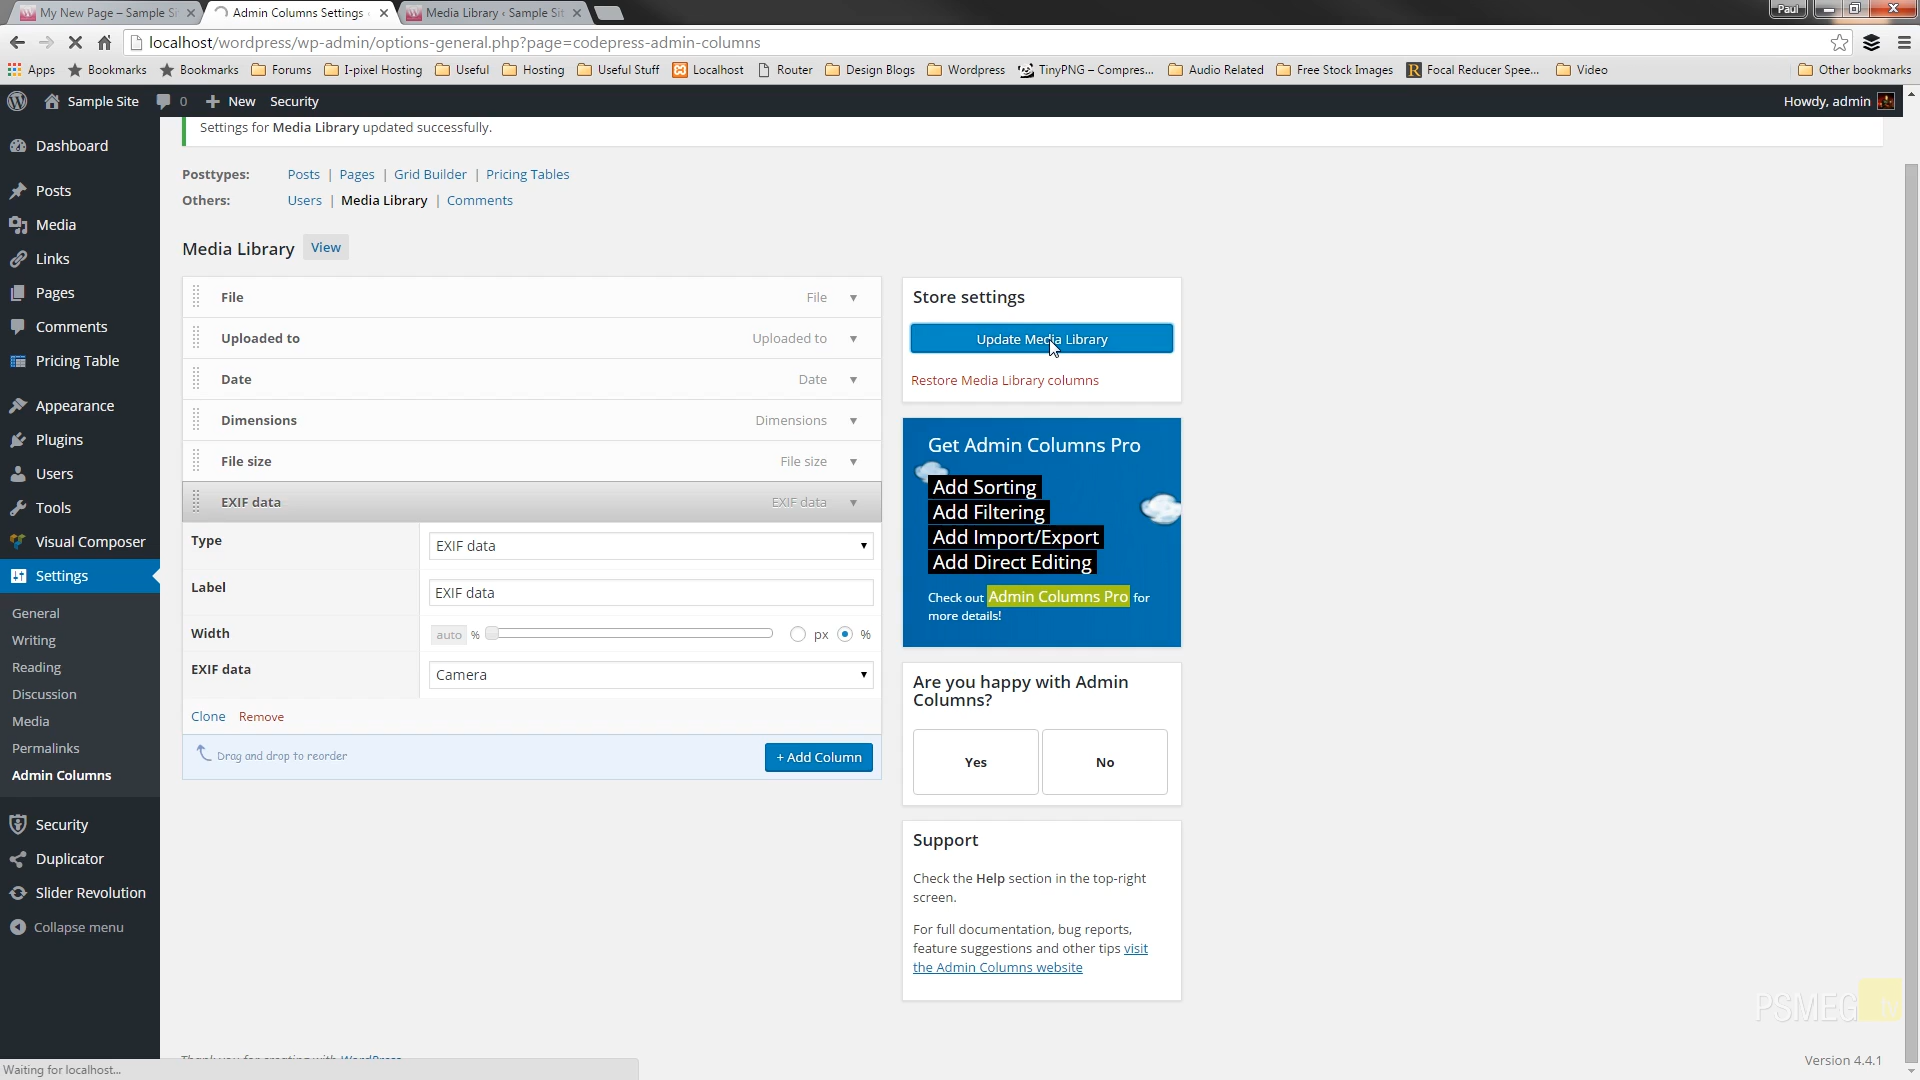 My New Page – Sample Si
Admin Columns Settings
Media Library ‹ Sample Sit
Paul
localhost/wordpress/wp-admin/options-general.php?page=codepress-admin-columns
Apps Bookmarks Bookmarks Forums I-pixel Hosting Useful Hosting Useful Stuff Localhost Router Design Blogs Wordpress TinyPNG – Compres... Audio Related Free Stock Images Focal Reducer Spee... Video Other bookmarks
Sample Site 0 New Security Howdy, admin
Dashboard
Posts
Media
Links
Pages
Comments
Pricing Table
Appearance
Plugins
Users
Tools
Visual Composer
Settings
General
Writing
Reading
Discussion
Media
Permalinks
Admin Columns
Security
Duplicator
Slider Revolution
Collapse menu
Settings for Media Library updated successfully.
Posttypes: Posts | Pages | Grid Builder | Pricing Tables
Others: Users | Media Library | Comments
Media Library View
File File
Uploaded to Uploaded to
Date Date
Dimensions Dimensions
File size File size
EXIF data EXIF data
Type EXIF data
Label EXIF data
Width auto % px %
EXIF data Camera
Clone Remove
Drag and drop to reorder + Add Column
Store settings
Update Media Library
Restore Media Library columns
Get Admin Columns Pro
Add Sorting
Add Filtering
Add Import/Export
Add Direct Editing
Check out Admin Columns Pro for
more details!
Are you happy with Admin
Columns?
Yes No
Support
Check the Help section in the top-right
screen.
For full documentation, bug reports,
feature suggestions and other tips visit
the Admin Columns website
PSMEG tv
Thank you for creating with WordPress
Version 4.4.1
Waiting for localhost...